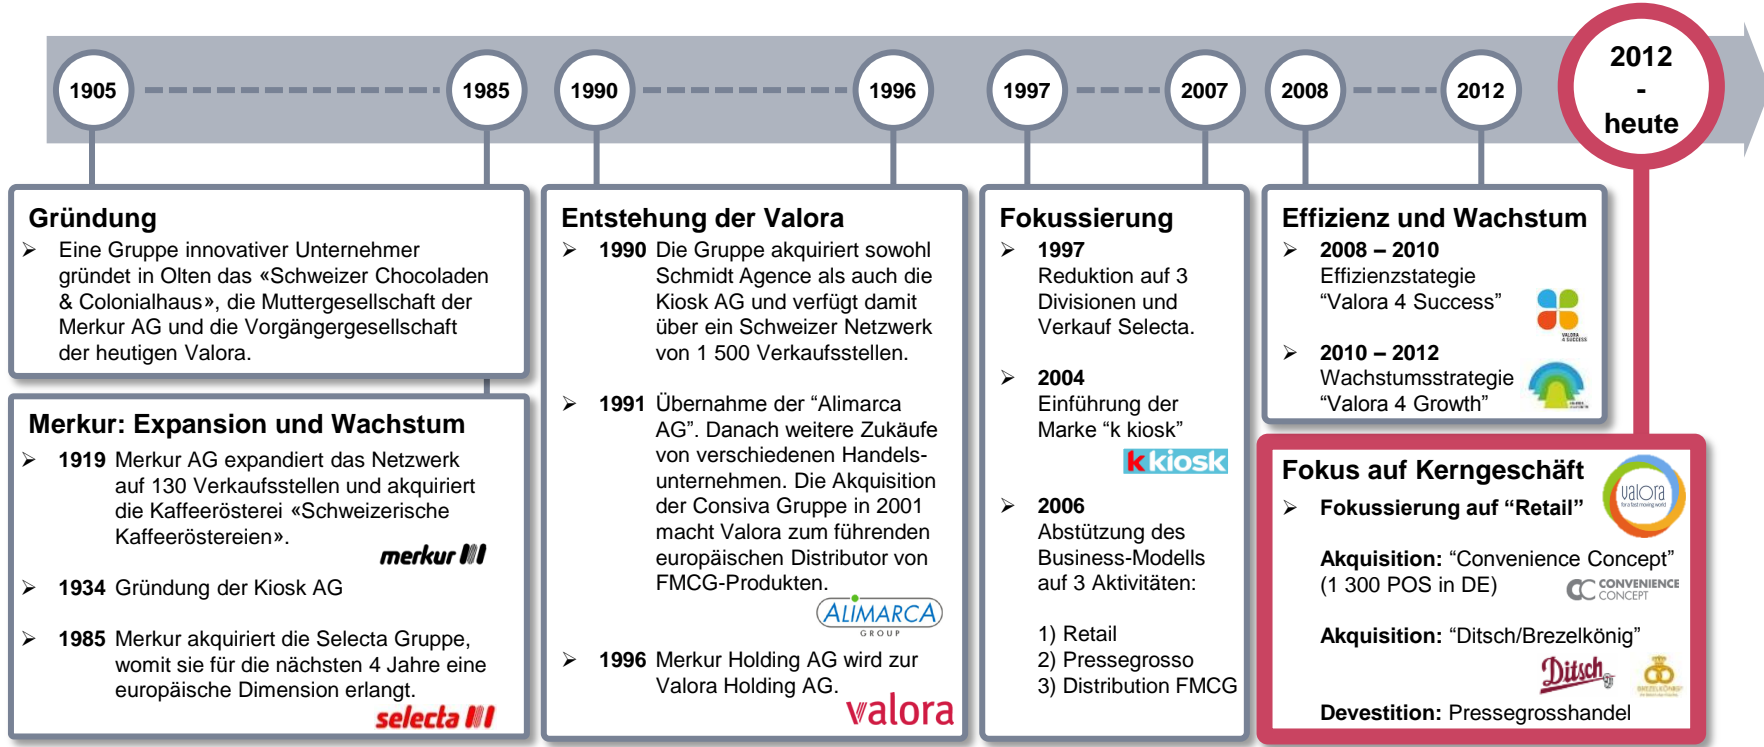 1905
1985
1990
1996
1997
2007
2008
2012
2012
-
heute
Gründung
Eine Gruppe innovativer Unternehmer
gründet in Olten das «Schweizer Chocoladen
& Colonialhaus», die Muttergesellschaft der
Merkur AG und die Vorgängergesellschaft
der heutigen Valora.
Merkur: Expansion und Wachstum
1919 Merkur AG expandiert das Netzwerk
auf 130 Verkaufsstellen und akquiriert
die Kaffeerösterei «Schweizerische
Kaffeeröstereien».
merkur
1934 Gründung der Kiosk AG
1985 Merkur akquiriert die Selecta Gruppe,
womit sie für die nächsten 4 Jahre eine
europäische Dimension erlangt.
selecta
Entstehung der Valora
1990 Die Gruppe akquiriert sowohl
Schmidt Agence als auch die
Kiosk AG und verfügt damit
über ein Schweizer Netzwerk
von 1 500 Verkaufsstellen.
1991 Übernahme der “Alimarca
AG”. Danach weitere Zukäufe
von verschiedenen Handels-
unternehmen. Die Akquisition
der Consiva Gruppe in 2001
macht Valora zum führenden
europäischen Distributor von
FMCG-Produkten.
ALIMARCA
GROUP
1996 Merkur Holding AG wird zur
Valora Holding AG.
valora
Fokussierung
1997
Reduktion auf 3
Divisionen und
Verkauf Selecta.
2004
Einführung der
Marke “k kiosk”
k kiosk
2006
Abstützung des
Business-Modells
auf 3 Aktivitäten:
1) Retail
2) Pressegrosso
3) Distribution FMCG
Effizienz und Wachstum
2008 – 2010
Effizienzstategie
“Valora 4 Success”
VALORA
4 SUCCESS
2010 – 2012
Wachstumsstrategie
“Valora 4 Growth”
Fokus auf Kerngeschäft
valora
for a fast moving world
Fokussierung auf “Retail”
Akquisition: “Convenience Concept”
(1 300 POS in DE)
CONVENIENCE
CONCEPT
Akquisition: “Ditsch/Brezelkönig”
Ditsch
BREZELKÖNIG
Devestition: Pressegrosshandel